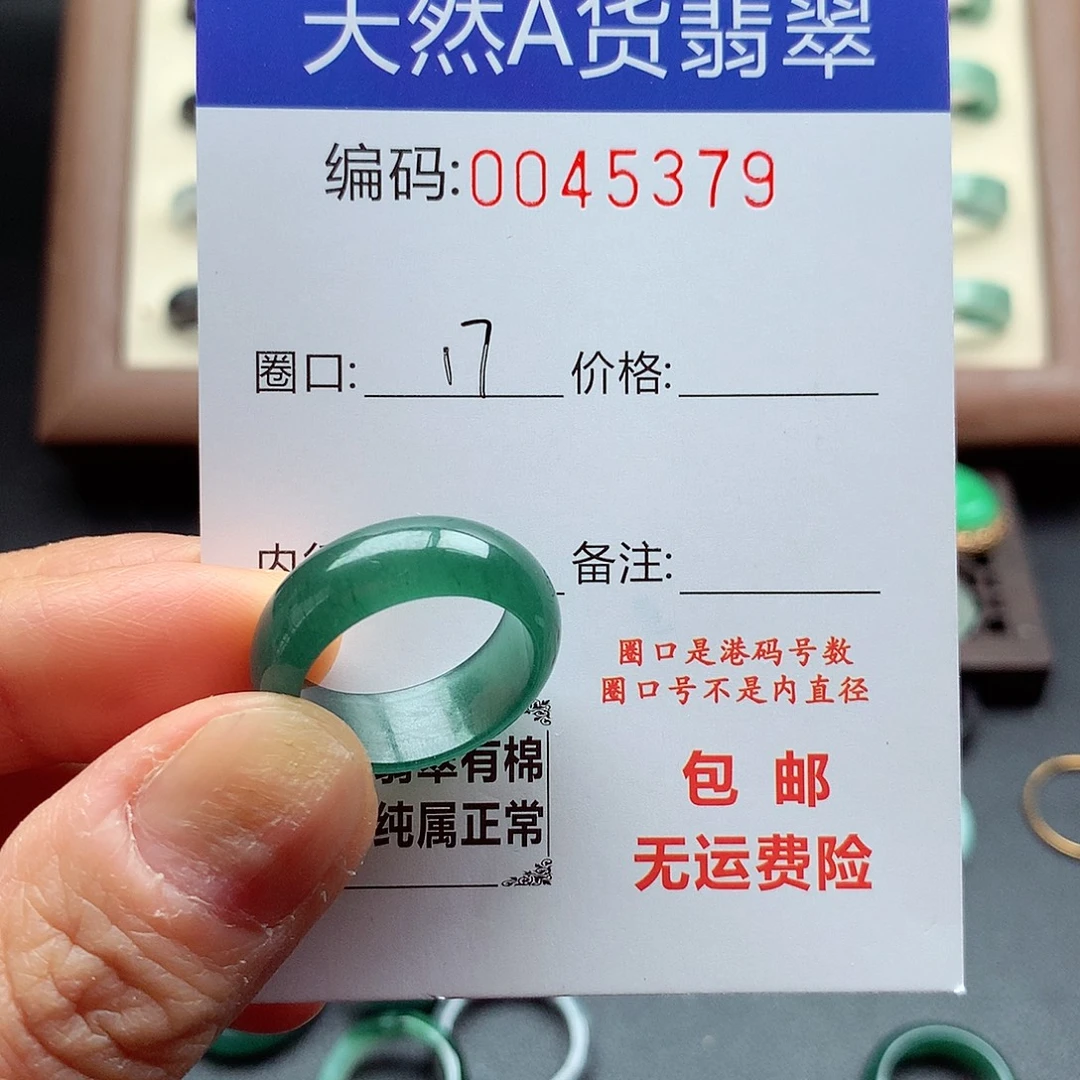 天然A货翡翠
编码:0045379
圈口: 17 价格:
内径 备注:
圈口是港码号数
圈口号不是内直径
翡翠有棉
纯属正常
包邮
无运费险